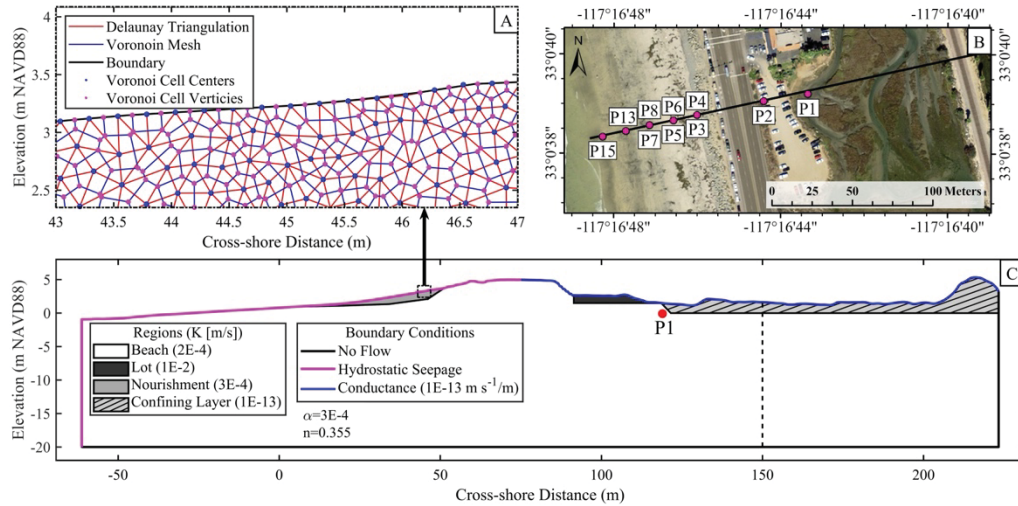 A
Delaunay Triangulation
Voronoin Mesh
Boundary
Voronoi Cell Centers
Voronoi Cell Verticies
Elevation (m NAVD88)
4
3.5
3
2.5
43
43.5
44
44.5
45
45.5
46
46.5
47
Cross-shore Distance (m)
-117°16'48"
-117°16'44"
-117°16'40"
B
N
33°0'40"
33°0'38"
33°0'40"
33°0'38"
P15
P13
P8
P7
P6
P5
P4
P3
P2
P1
0
25
50
100 Meters
-117°16'48"
-117°16'44"
-117°16'40"
C
Elevation (m NAVD88)
5
0
-5
-10
-15
-20
Regions (K [m/s])
Beach (2E-4)
Lot (1E-2)
Nourishment (3E-4)
Confining Layer (1E-13)
Boundary Conditions
No Flow
Hydrostatic Seepage
Conductance (1E-13 m s⁻¹/m)
α=3E-4
n=0.355
P1
-50
0
50
100
150
200
Cross-shore Distance (m)